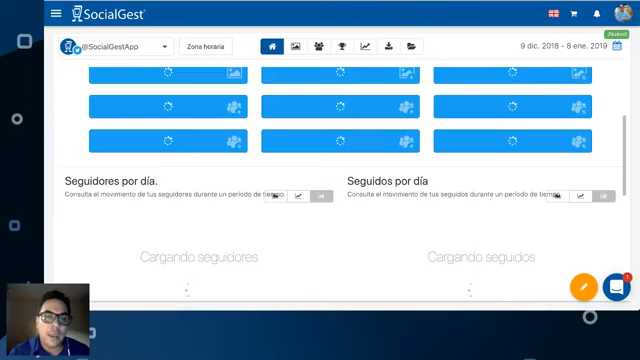 SocialGest®
¡Nuevo!
@SocialGestApp
Zona horaria
9 dic. 2018 - 8 ene. 2019
Seguidores por día.
Seguidos por día
Consulta el movimiento de tus seguidores durante un período de tiempo.
Consulta el movimiento de tus seguidos durante un período de tiempo.
Cargando seguidores
Cargando seguidos
1